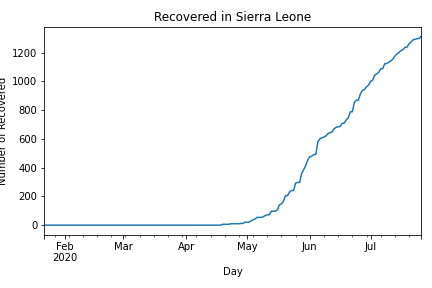 Recovered in Sierra Leone
Number of Recovered
1200
1000
800
600
400
200
0
Feb Mar Apr May Jun Jul
2020
Day